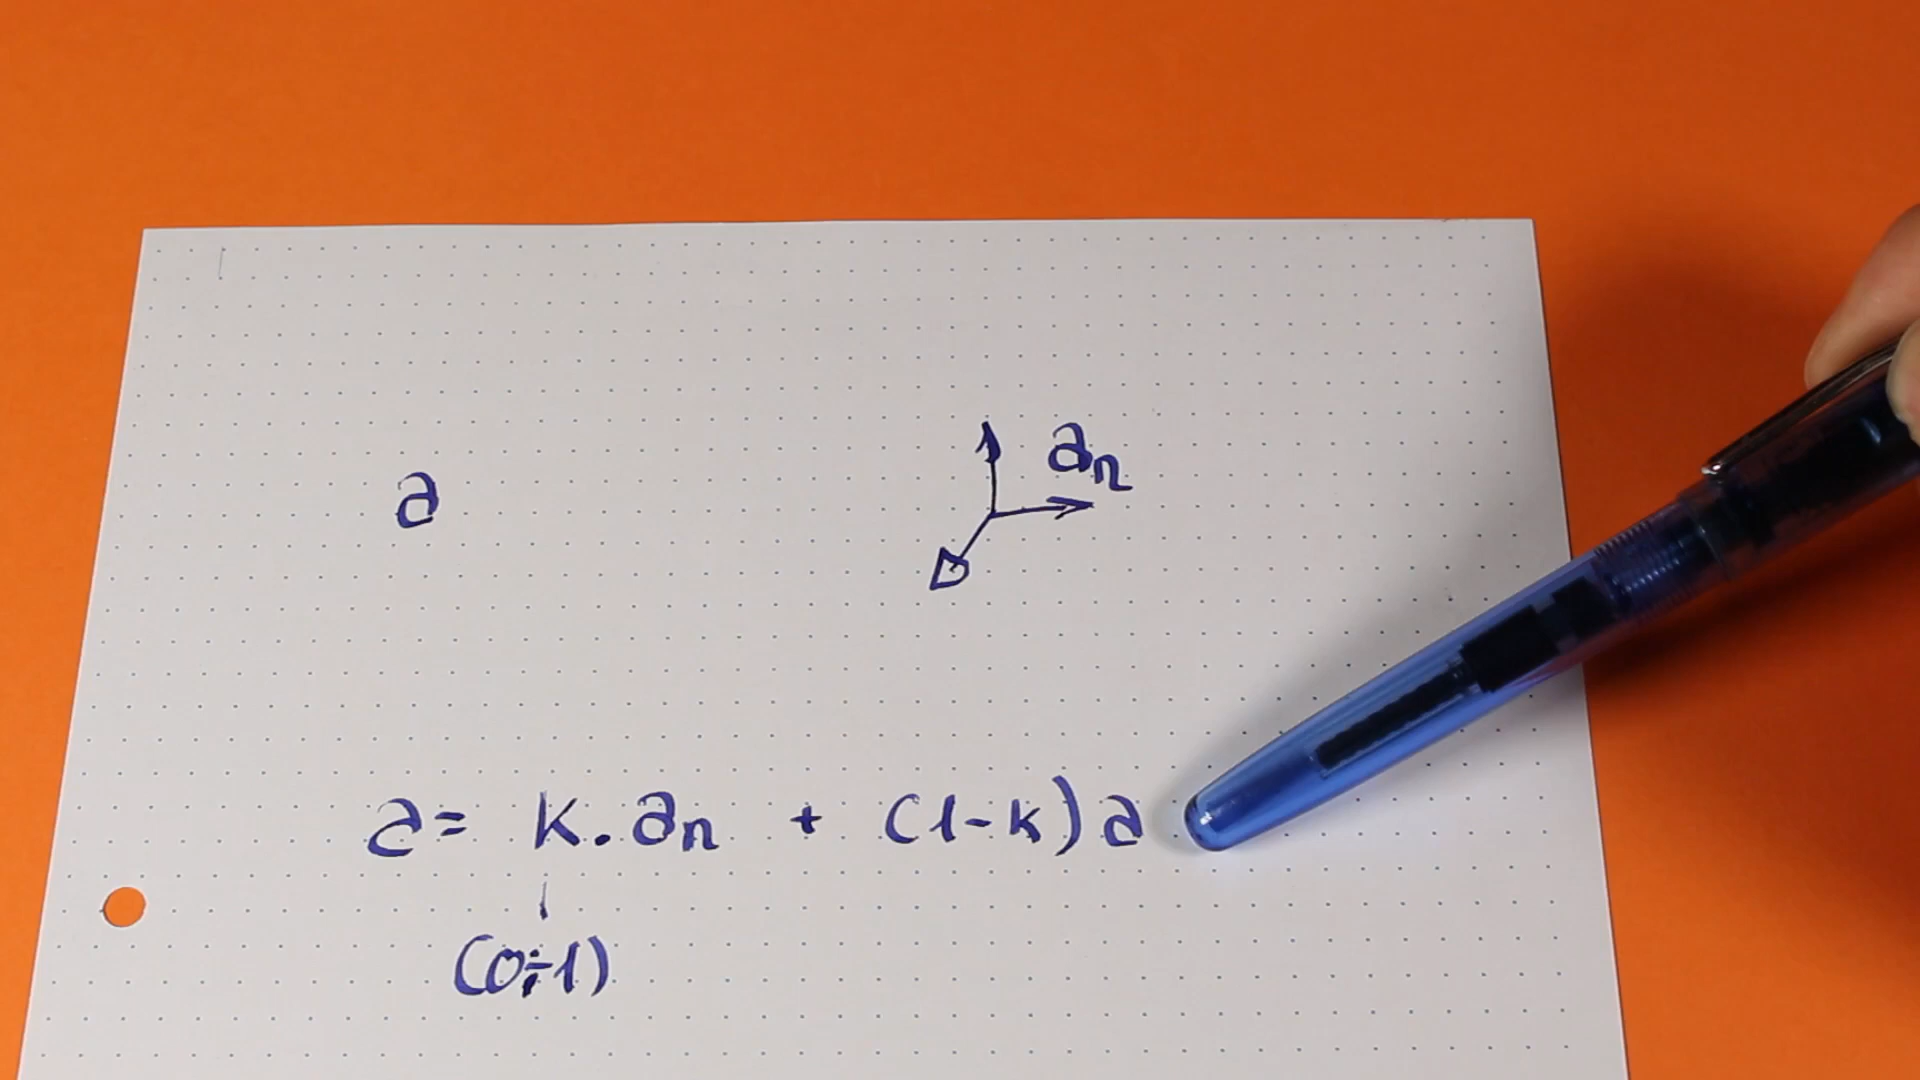 a
an
a = k . an + (1-k) a
(0÷1)